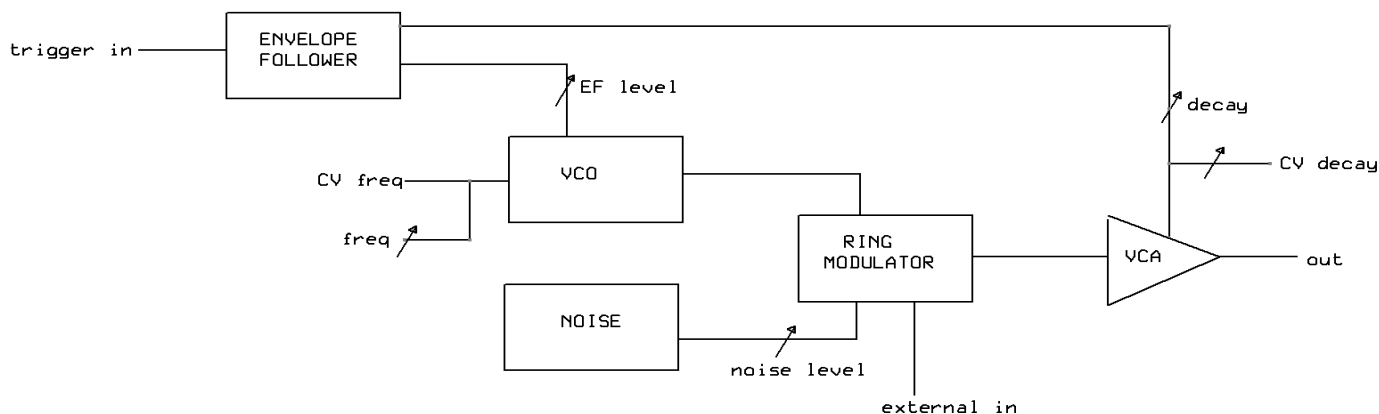 ENVELOPE
FOLLOWER
trigger in
EF level
decay
CV decay
VCO
CV freq
freq
RING
MODULATOR
VCA
out
NOISE
noise level
external in